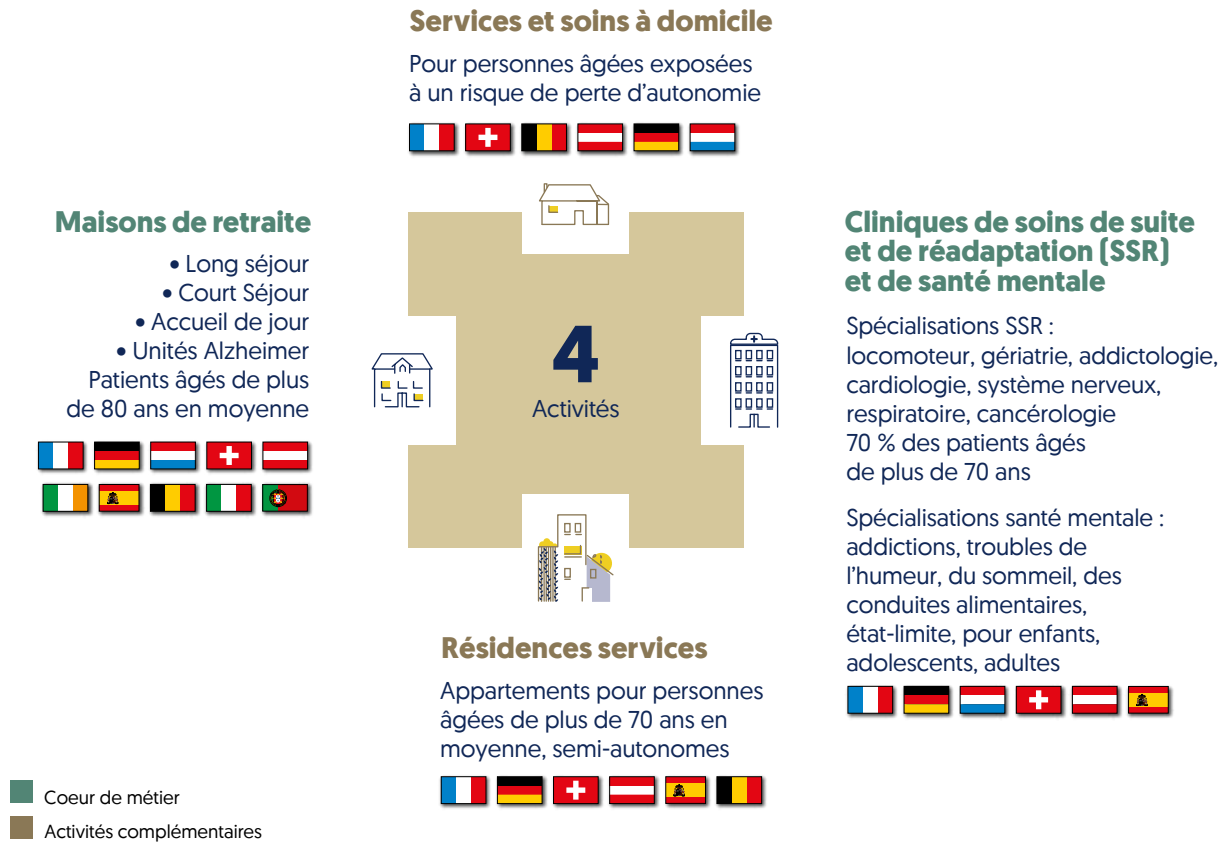 Services et soins à domicile
Pour personnes âgées exposées
à un risque de perte d'autonomie
Maisons de retraite
• Long séjour
• Court Séjour
• Accueil de jour
• Unités Alzheimer
Patients âgés de plus
de 80 ans en moyenne
4
Activités
Cliniques de soins de suite
et de réadaptation (SSR)
et de santé mentale
Spécialisations SSR :
locomoteur, gériatrie, addictologie,
cardiologie, système nerveux,
respiratoire, cancérologie
70 % des patients âgés
de plus de 70 ans
Spécialisations santé mentale :
addictions, troubles de
l'humeur, du sommeil, des
conduites alimentaires,
état-limite, pour enfants,
adolescents, adultes
Résidences services
Appartements pour personnes
âgées de plus de 70 ans en
moyenne, semi-autonomes
Coeur de métier
Activités complémentaires